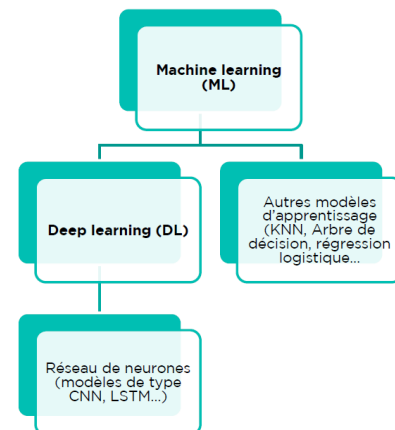 Machine learning
(ML)
Deep learning (DL)
Autres modèles
d'apprentissage
(KNN, Arbre de
décision, régression
logistique...
Réseau de neurones
(modèles de type
CNN, LSTM...)